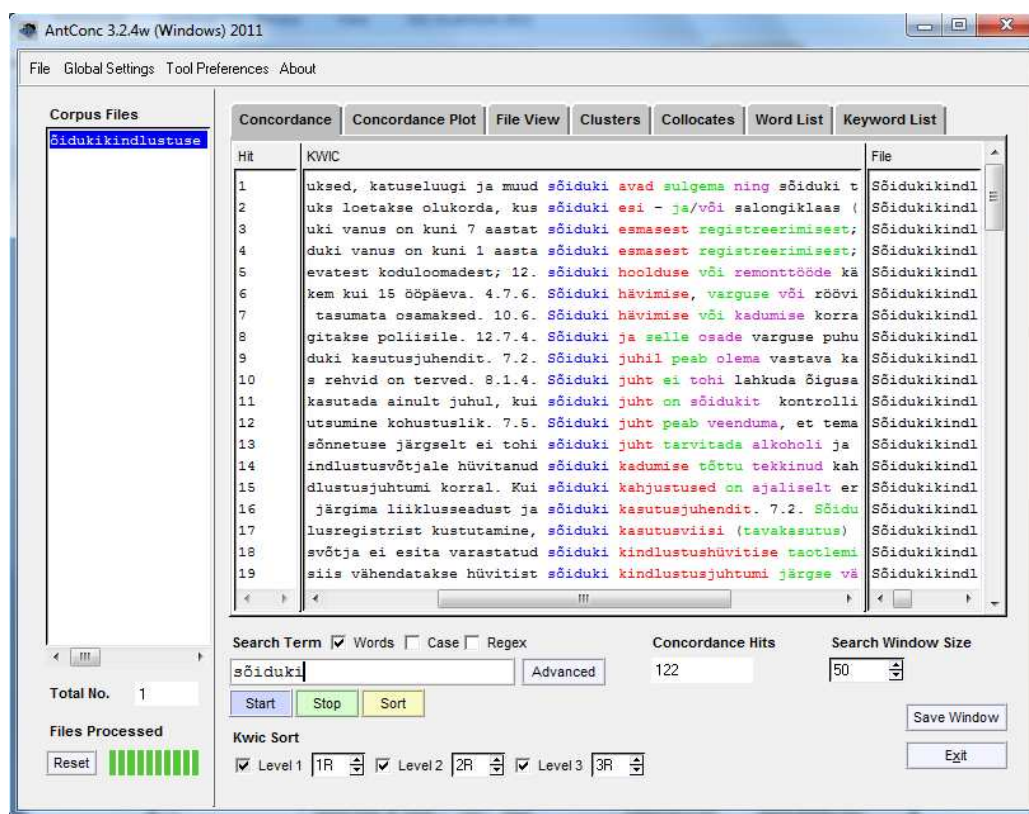 AntConc 3.2.4w (Windows) 2011
File Global Settings Tool Preferences About
Corpus Files
õidukikindlustuse
Total No. 1
Files Processed
Reset
Concordance Concordance Plot File View Clusters Collocates Word List Keyword List
Hit KWIC File
1 uksed, katuseluugi ja muud sõiduki avad sulgema ning sõiduki t Sõidukikindl
2 uks loetakse olukorda, kus sõiduki esi - ja/või salongiklaas ( Sõidukikindl
3 uki vanus on kuni 7 aastat sõiduki esmasest registreerimisest; Sõidukikindl
4 duki vanus on kuni 1 aasta sõiduki esmasest registreerimisest; Sõidukikindl
5 evatest koduloomadest; 12. sõiduki hoolduse või remonttööde kä Sõidukikindl
6 kem kui 15 ööpäeva. 4.7.6. Sõiduki hävimise, varguse või röövi Sõidukikindl
7 tasumata osamaksed. 10.6. Sõiduki hävimise või kadumise korra Sõidukikindl
8 gitakse poliisile. 12.7.4. Sõiduki ja selle osade varguse puhu Sõidukikindl
9 duki kasutusjuhendit. 7.2. Sõiduki juhil peab olema vastava ka Sõidukikindl
10 s rehvid on terved. 8.1.4. Sõiduki juht ei tohi lahkuda õigusa Sõidukikindl
11 kasutada ainult juhul, kui sõiduki juht on sõidukit kontrolli Sõidukikindl
12 utsumine kohustuslik. 7.5. Sõiduki juht peab veenduma, et tema Sõidukikindl
13 sõnnetuse järgselt ei tohi sõiduki juht tarvitada alkoholi ja Sõidukikindl
14 indlustusvõtjale hüvitanud sõiduki kadumise tõttu tekkinud kah Sõidukikindl
15 dlustusjuhtumi korral. Kui sõiduki kahjustused on ajaliselt er Sõidukikindl
16 järgima liiklusseadust ja sõiduki kasutusjuhendit. 7.2. Sõidu Sõidukikindl
17 lusregistrist kustutamine, sõiduki kasutusviisi (tavakasutus) Sõidukikindl
18 svõtja ei esita varastatud sõiduki kindlustushüvitise taotlemi Sõidukikindl
19 siis vähendatakse hüvitist sõiduki kindlustusjuhtumi järgse vä Sõidukikindl
Search Term Words Case Regex Concordance Hits Search Window Size
sõiduki Advanced 122 50
Start Stop Sort
Save Window
Kwic Sort
Exit
Level 1 1R Level 2 2R Level 3 3R